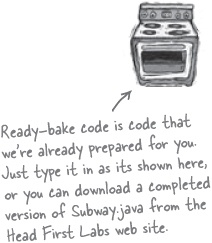 Ready-bake code is code that
we're already prepared for you.
Just type it in as its shown here,
or you can download a completed
version of Subway.java from the
Head First Labs web site.